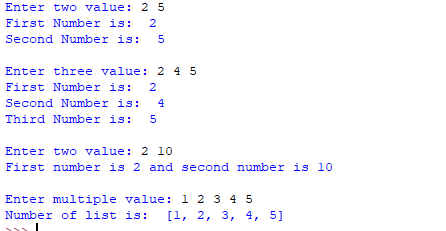 Enter two value: 2 5
First Number is:  2
Second Number is:  5
Enter three value: 2 4 5
First Number is:  2
Second Number is:  4
Third Number is:  5
Enter two value: 2 10
First number is 2 and second number is 10
Enter multiple value: 1 2 3 4 5
Number of list is:  [1, 2, 3, 4, 5]
>>>